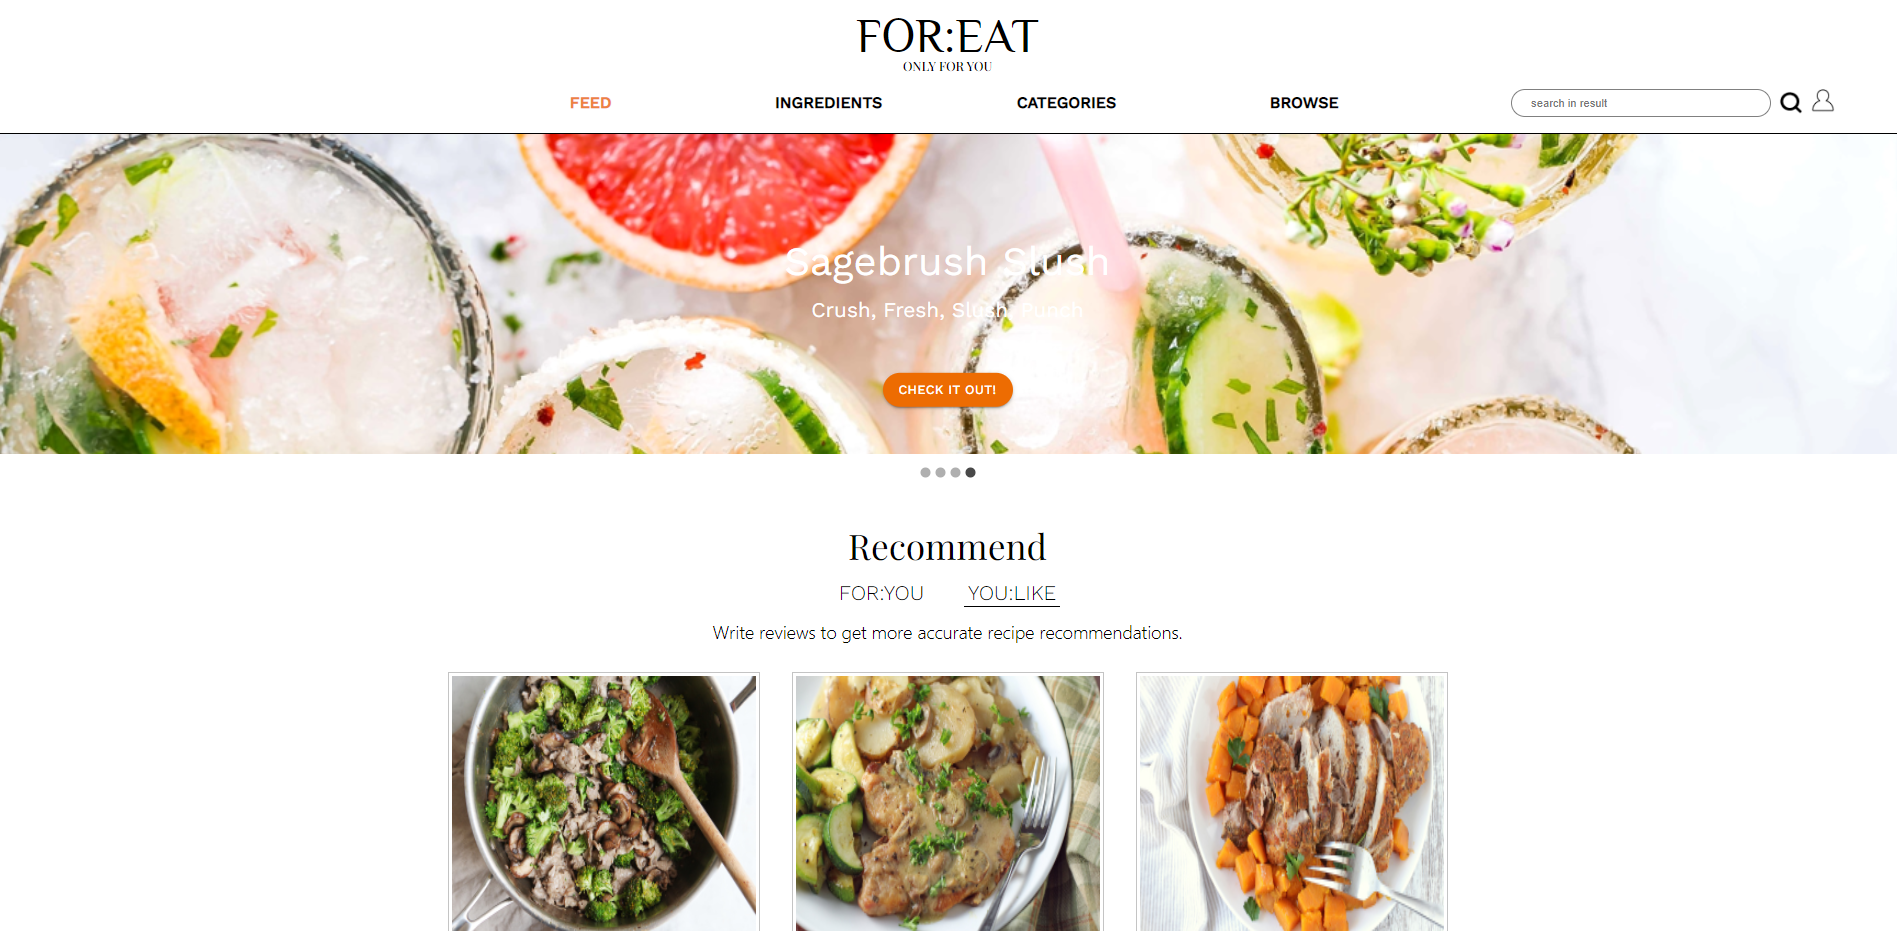 FOR:EAT
ONLY FOR YOU
FEED INGREDIENTS CATEGORIES BROWSE search in result
Sagebrush Slush
Crush, Fresh, Slush, Punch
CHECK IT OUT!
Recommend
FOR:YOU YOU:LIKE
Write reviews to get more accurate recipe recommendations.